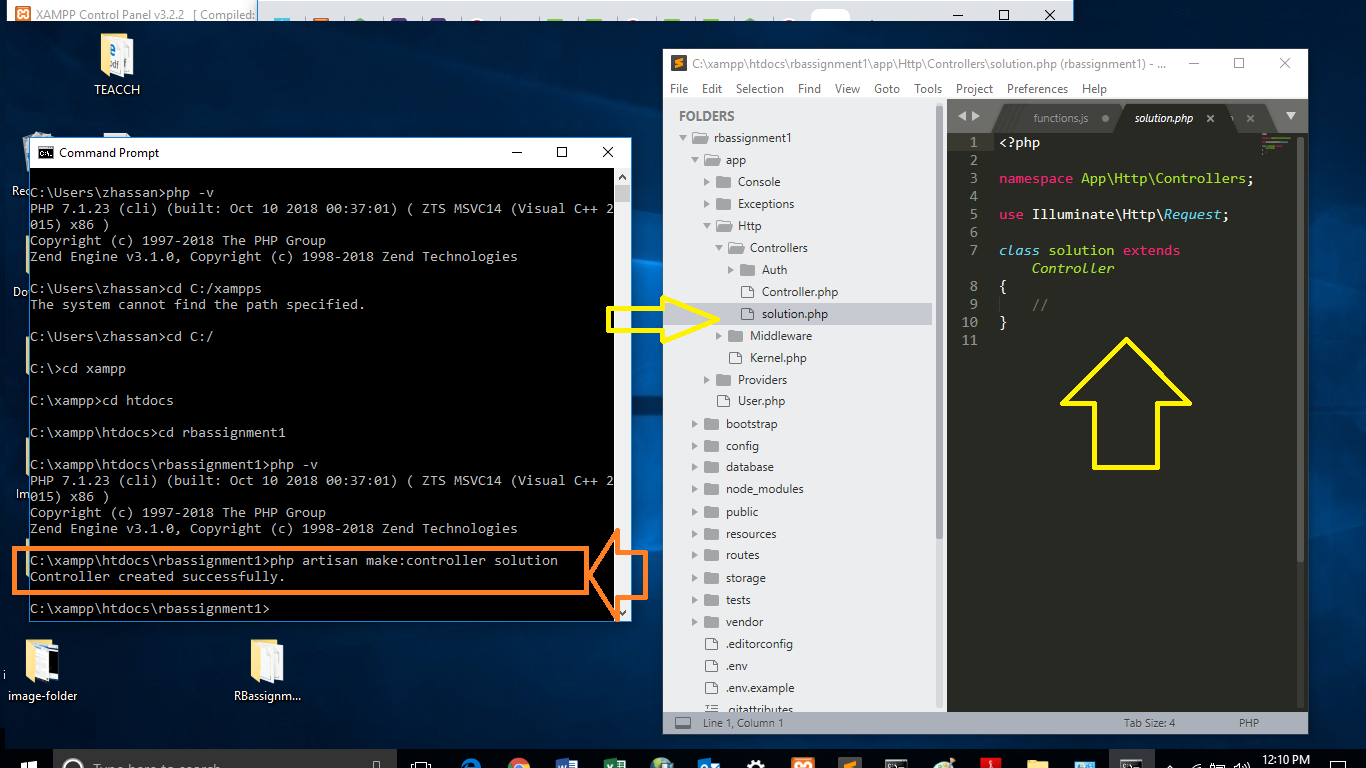 XAMPP Control Panel v3.2.2 [ Compiled:
TEACCH
Command Prompt
C:\Users\zhassan>php -v
PHP 7.1.23 (cli) (built: Oct 10 2018 00:37:01) ( ZTS MSVC14 (Visual C++ 2
015) x86 )
Copyright (c) 1997-2018 The PHP Group
Zend Engine v3.1.0, Copyright (c) 1998-2018 Zend Technologies
C:\Users\zhassan>cd C:/xampps
The system cannot find the path specified.
C:\Users\zhassan>cd C:/
C:\>cd xampp
C:\xampp>cd htdocs
C:\xampp\htdocs>cd rbassignment1
C:\xampp\htdocs\rbassignment1>php -v
PHP 7.1.23 (cli) (built: Oct 10 2018 00:37:01) ( ZTS MSVC14 (Visual C++ 2
015) x86 )
Copyright (c) 1997-2018 The PHP Group
Zend Engine v3.1.0, Copyright (c) 1998-2018 Zend Technologies
C:\xampp\htdocs\rbassignment1>php artisan make:controller solution
Controller created successfully.
C:\xampp\htdocs\rbassignment1>
image-folder
RBassignm...
C:\xampp\htdocs\rbassignment1\app\Http\Controllers\solution.php (rbassignment1) - ...
File Edit Selection Find View Goto Tools Project Preferences Help
FOLDERS
rbassignment1
app
Console
Exceptions
Http
Controllers
Auth
Controller.php
solution.php
Middleware
Kernel.php
Providers
User.php
bootstrap
config
database
node_modules
public
resources
routes
storage
tests
vendor
.editorconfig
.env
.env.example
.gitattributes
functions.js solution.php
1 <?php
2
3 namespace App\Http\Controllers;
4
5 use Illuminate\Http\Request;
6
7 class solution extends
Controller
8 {
9 //
10 }
11
Line 1, Column 1 Tab Size: 4 PHP
12:10 PM